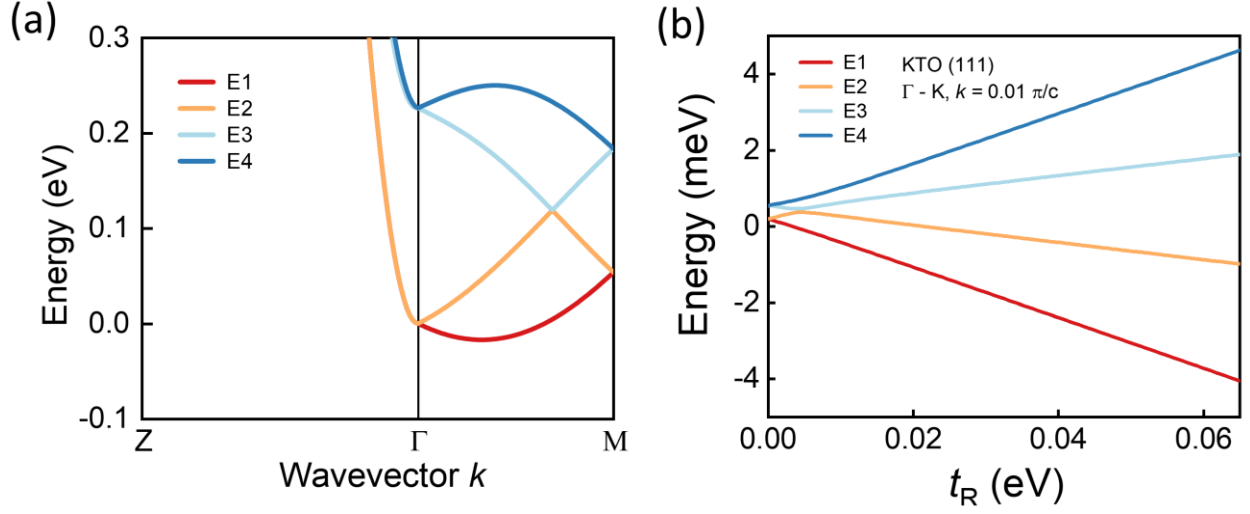 (a)
0.3
0.2
0.1
0.0
-0.1
Energy (eV)
E1
E2
E3
E4
Z
Γ
M
Wavevector k
(b)
4
2
0
-2
-4
Energy (meV)
E1
E2
E3
E4
KTO (111)
Γ - K, k = 0.01 π/c
0.00
0.02
0.04
0.06
tR (eV)